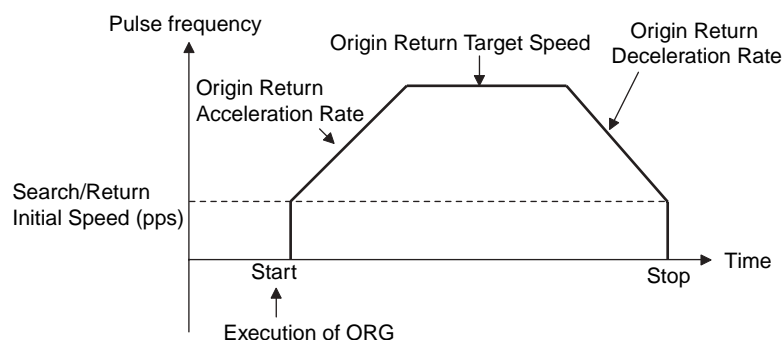 Pulse frequency
Origin Return Target Speed
Origin Return
Deceleration Rate
Origin Return
Acceleration Rate
Search/Return
Initial Speed (pps)
Start
Stop
Time
Execution of ORG